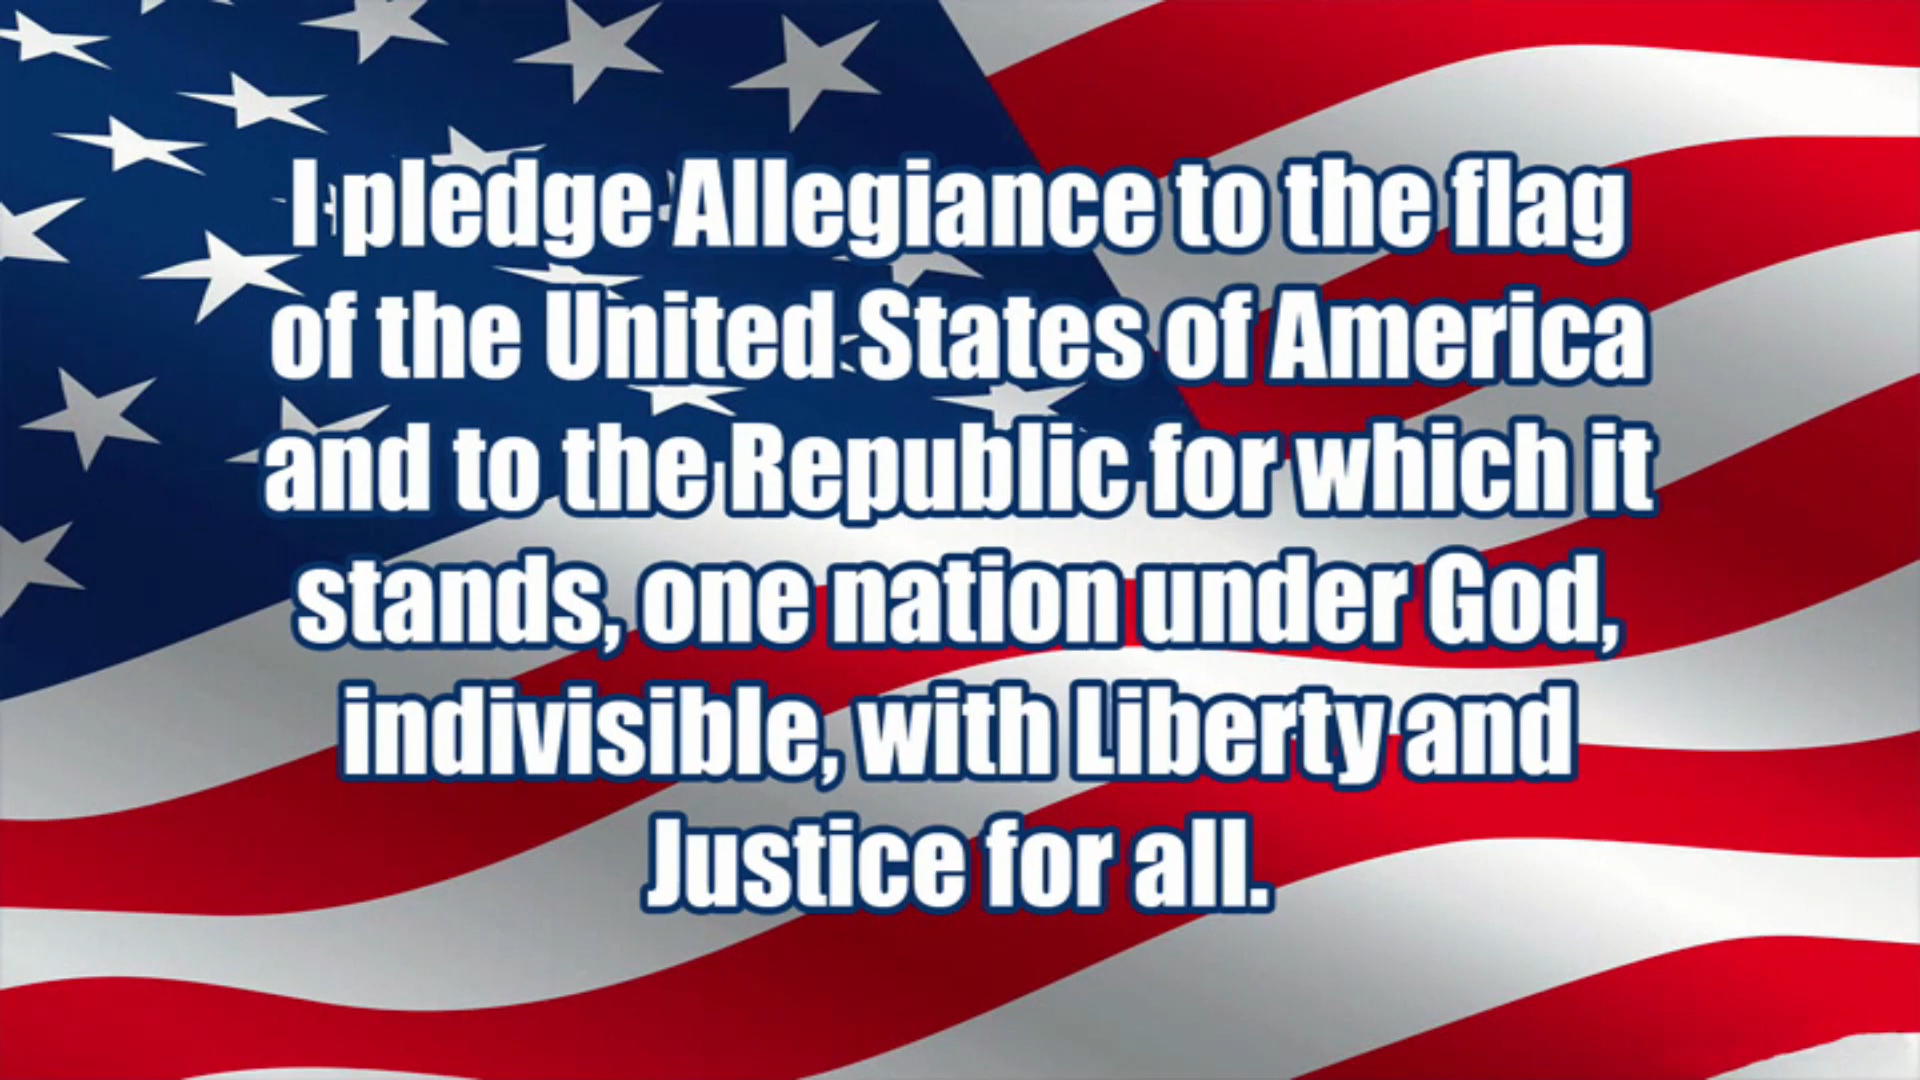 I pledge Allegiance to the flag
of the United States of America
and to the Republic for which it
stands, one nation under God,
indivisible, with Liberty and
Justice for all.